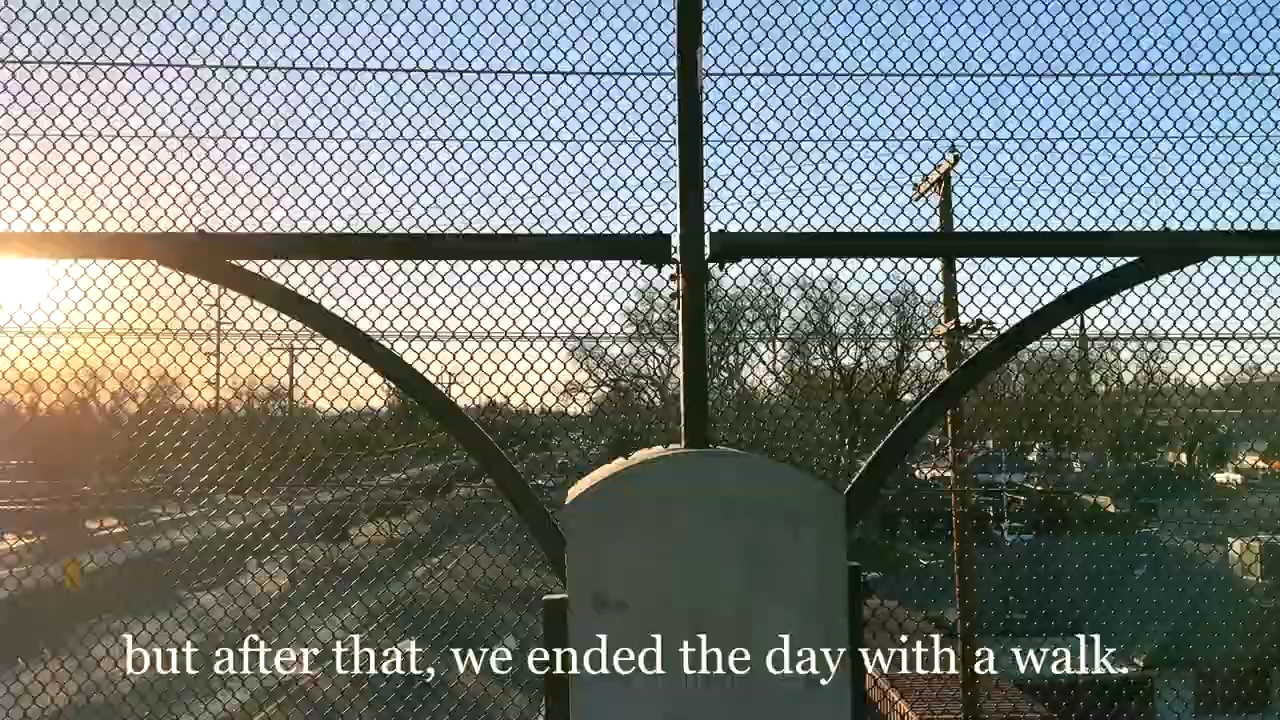 but after that, we ended the day with a walk.